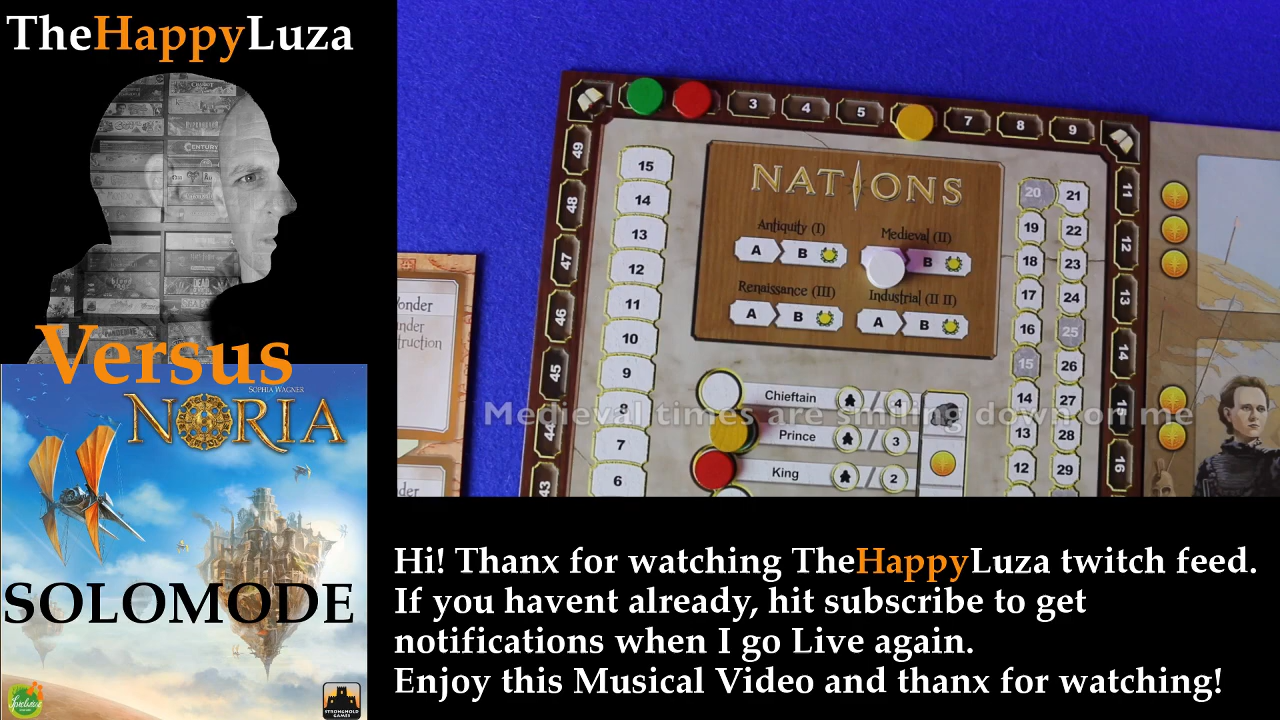 TheHappyLuza
Versus
SOPHIA WAGNER
NORIA
SOLOMODE
STRONGHOLD
GAMES
CENTURY
3 4 5 7 8 9
49
48
47
46
45
44
43
15
14
13
12
11
10
9
8
7
6
NATIONS
Antiquity (I)
A B
Medieval (II)
B
Renaissance (III)
A B
Industrial (II II)
A B
Chieftain / 4
Prince / 3
King / 2
20 21
19 22
18 23
17 24
16 25
15 26
14 27
13 28
12 29
11
12
13
14
15
16
Medieval times are smiling down on me
Hi! Thanx for watching TheHappyLuza twitch feed.
If you havent already, hit subscribe to get
notifications when I go Live again.
Enjoy this Musical Video and thanx for watching!